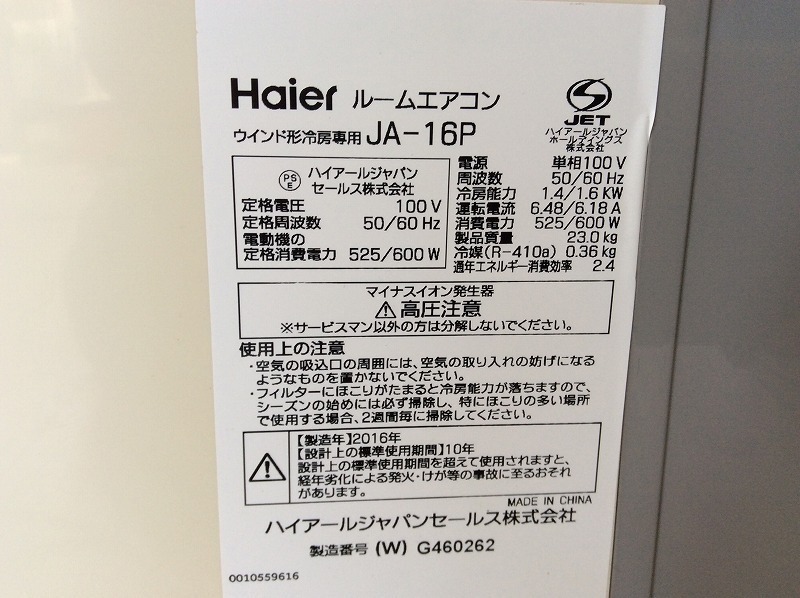 Haier ルームエアコン
ウインド形冷房専用 JA-16P
JET
ハイアールジャパン
ホールディングス
株式会社
PS
E
ハイアールジャパン
セールス株式会社
定格電圧 100 V
定格周波数 50/60 Hz
電動機の
定格消費電力 525/600 W
電源 単相100 V
周波数 50/60 Hz
冷房能力 1.4/1.6 KW
運転電流 6.48/6.18 A
消費電力 525/600 W
製品質量 23.0 kg
冷媒(R-410a) 0.36 kg
通年エネルギー消費効率 2.4
マイナスイオン発生器
⚠高圧注意
※サービスマン以外の方は分解しないでください。
使用上の注意
・空気の吸込口の周囲には、空気の取り入れの妨げになる
ようなものを置かないでください。
・フィルターにほこりがたまると冷房能力が落ちますので、
シーズンの始めには必ず掃除し、特にほこりの多い場所
で使用する場合、2週間毎に掃除してください。
【製造年】2016年
【設計上の標準使用期間】10年
設計上の標準使用期間を超えて使用されますと、
経年劣化による発火・けが等の事故に至るおそれ
があります。
MADE IN CHINA
ハイアールジャパンセールス株式会社
製造番号 (W) G460262
0010559616